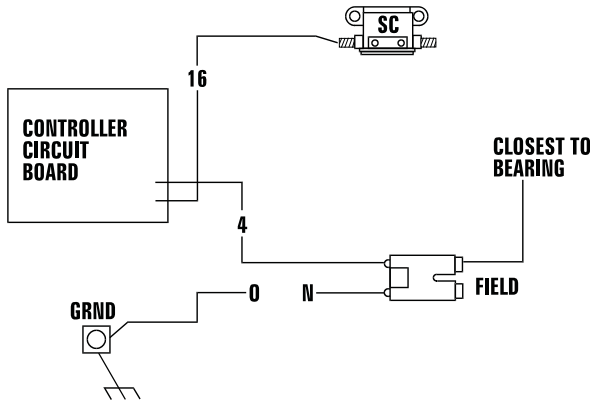 SC
16
CONTROLLER
CIRCUIT
BOARD
CLOSEST TO
BEARING
4
FIELD
0
N
GRND